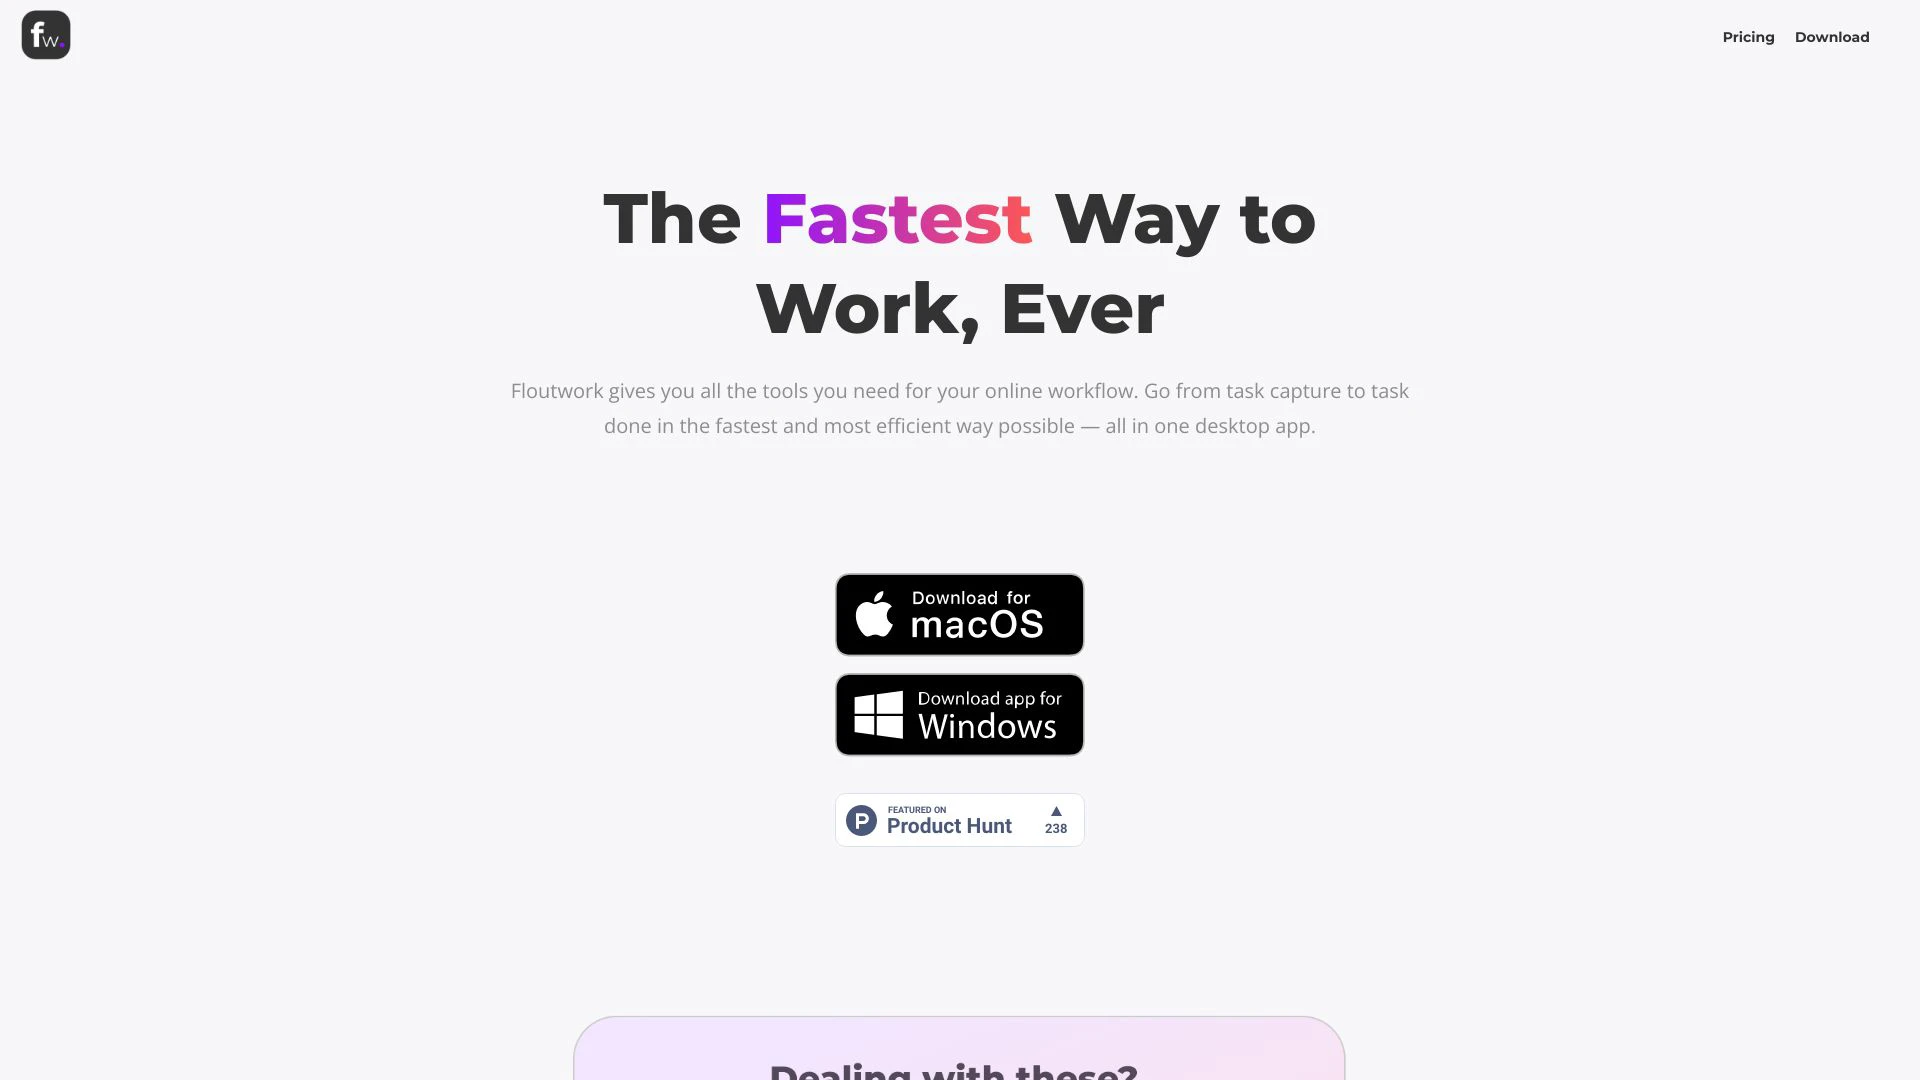 fw.
Pricing
Download
The Fastest Way to
Work, Ever
Floutwork gives you all the tools you need for your online workflow. Go from task capture to task
done in the fastest and most efficient way possible — all in one desktop app.
Download for
macOS
Download app for
Windows
P
FEATURED ON
Product Hunt
238
Dealing with these?